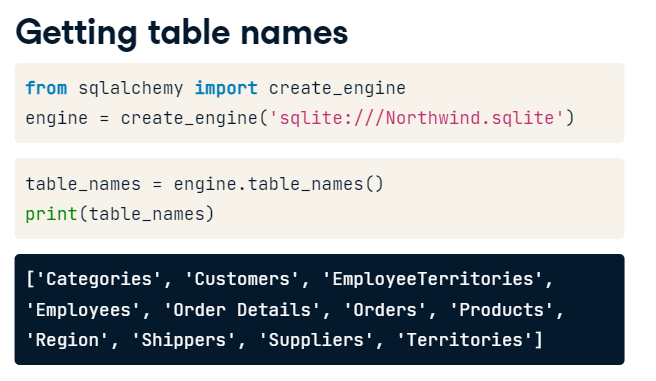 Getting table names
from sqlalchemy import create_engine
engine = create_engine('sqlite:///Northwind.sqlite')
table_names = engine.table_names()
print(table_names)
['Categories', 'Customers', 'EmployeeTerritories',
'Employees', 'Order Details', 'Orders', 'Products',
'Region', 'Shippers', 'Suppliers', 'Territories']